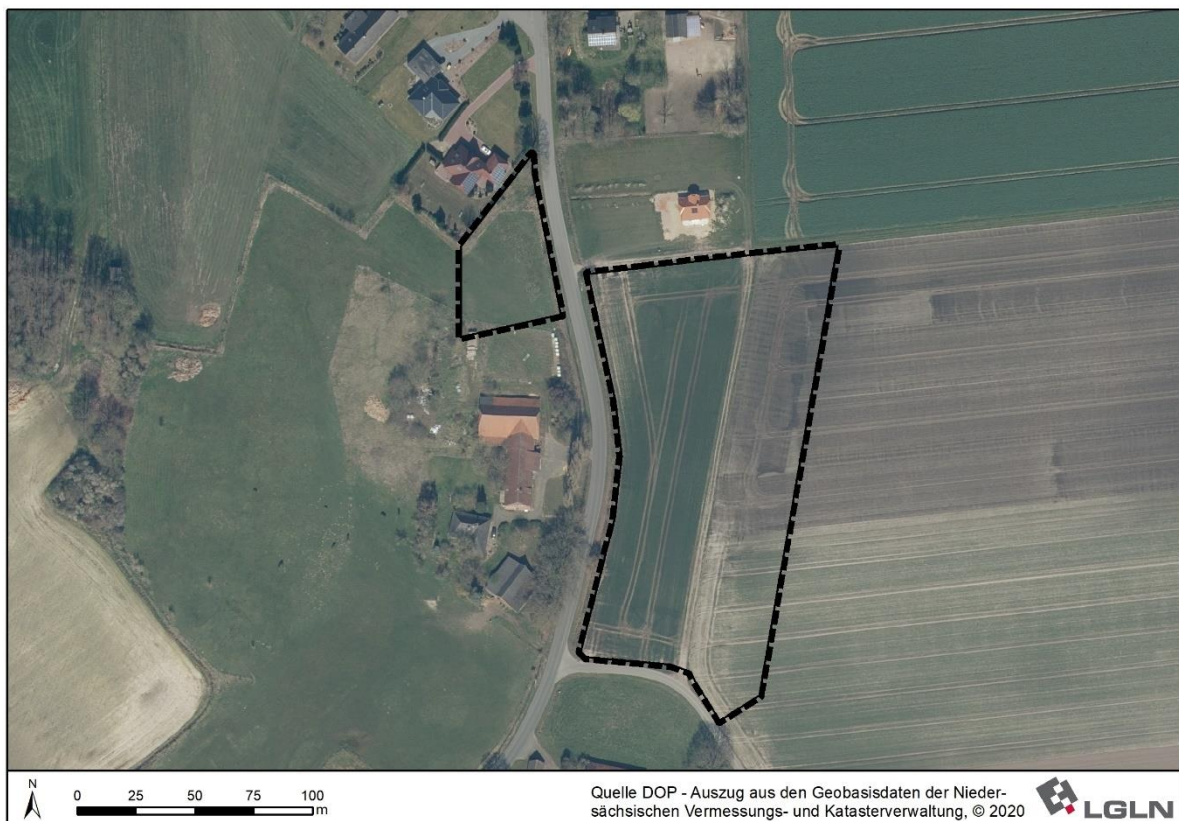 N
0 25 50 75 100
m
Quelle DOP - Auszug aus den Geobasisdaten der Nieder-
sächsischen Vermessungs- und Katasterverwaltung, © 2020
LGLN